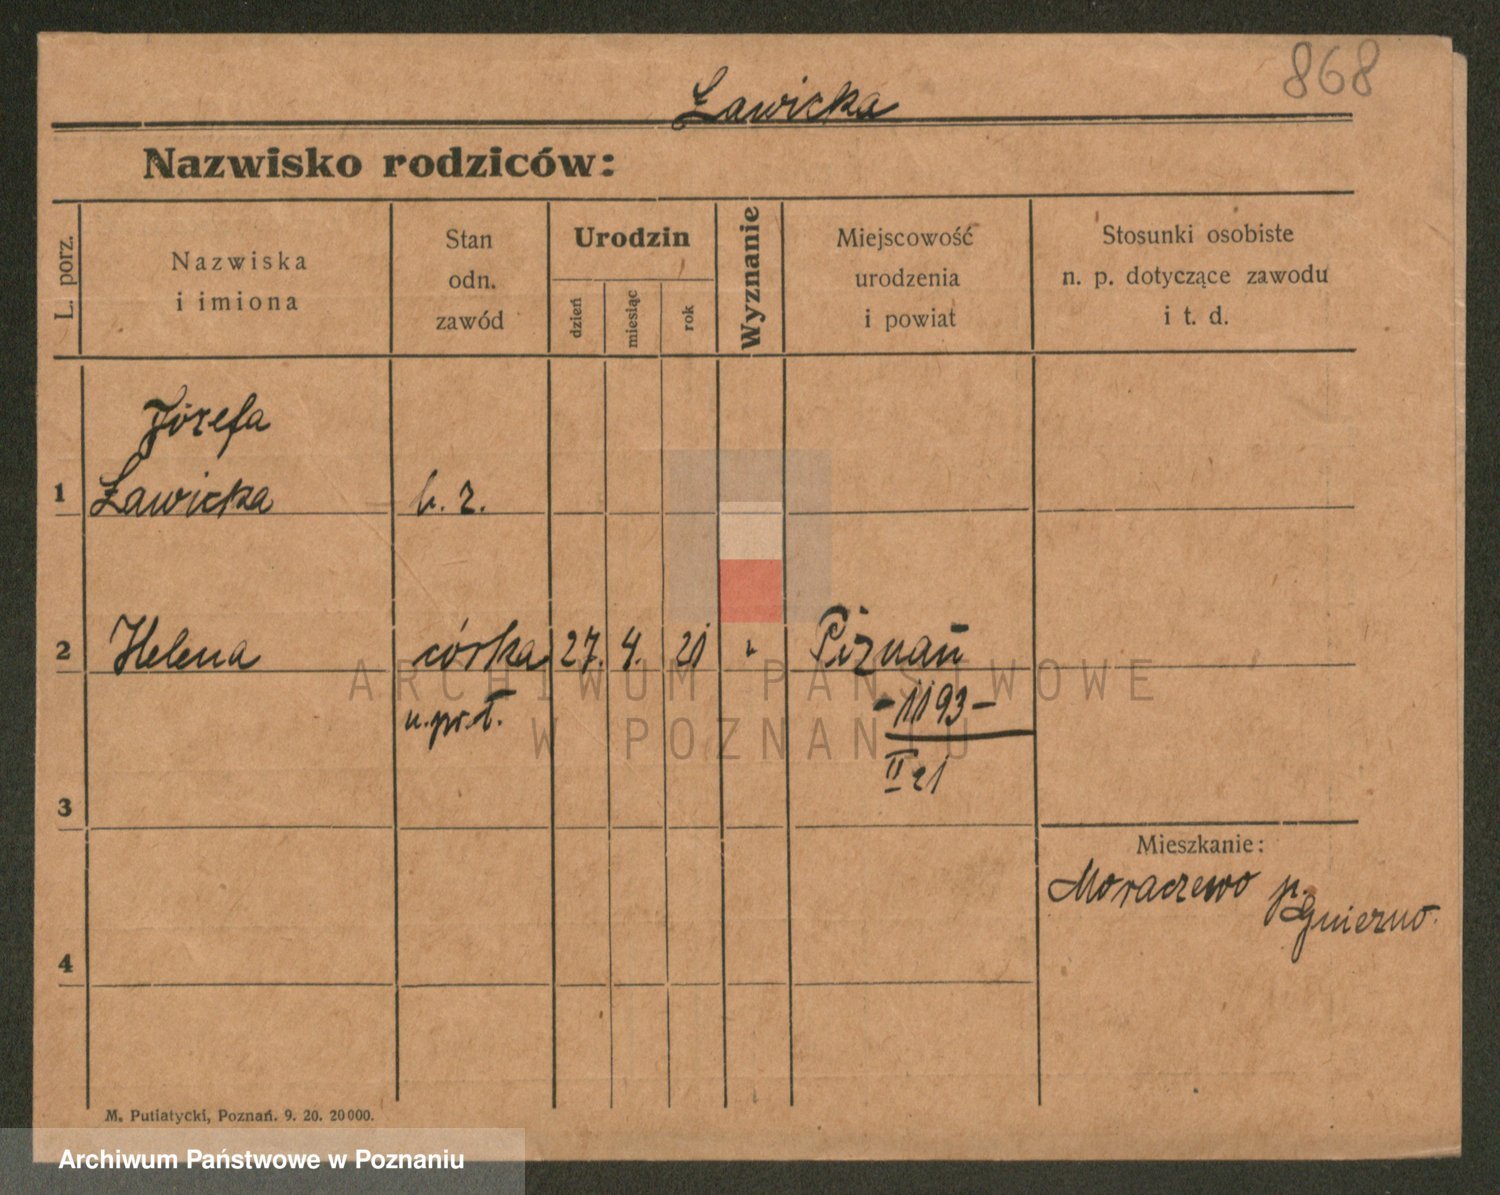 868
Ławicka
Nazwisko rodziców:
L. porz.
Nazwiska
i imiona
Stan
odn.
zawód
Urodzin
dzień
miesiąc
rok
Wyznanie
Miejscowość
urodzenia
i powiat
Stosunki osobiste
n. p. dotyczące zawodu
i t. d.
Józefa
1 Ławicka
2 Helena córka 27. 4. 21 Poznań
-1193-
II 21
3
Mieszkanie:
Moraczewo p.
Gniezno.
4
M. Putiatycki, Poznań. 9. 20. 20000.
ARCHIWUM PAŃSTWOWE
W POZNANIU
Archiwum Państwowe w Poznaniu